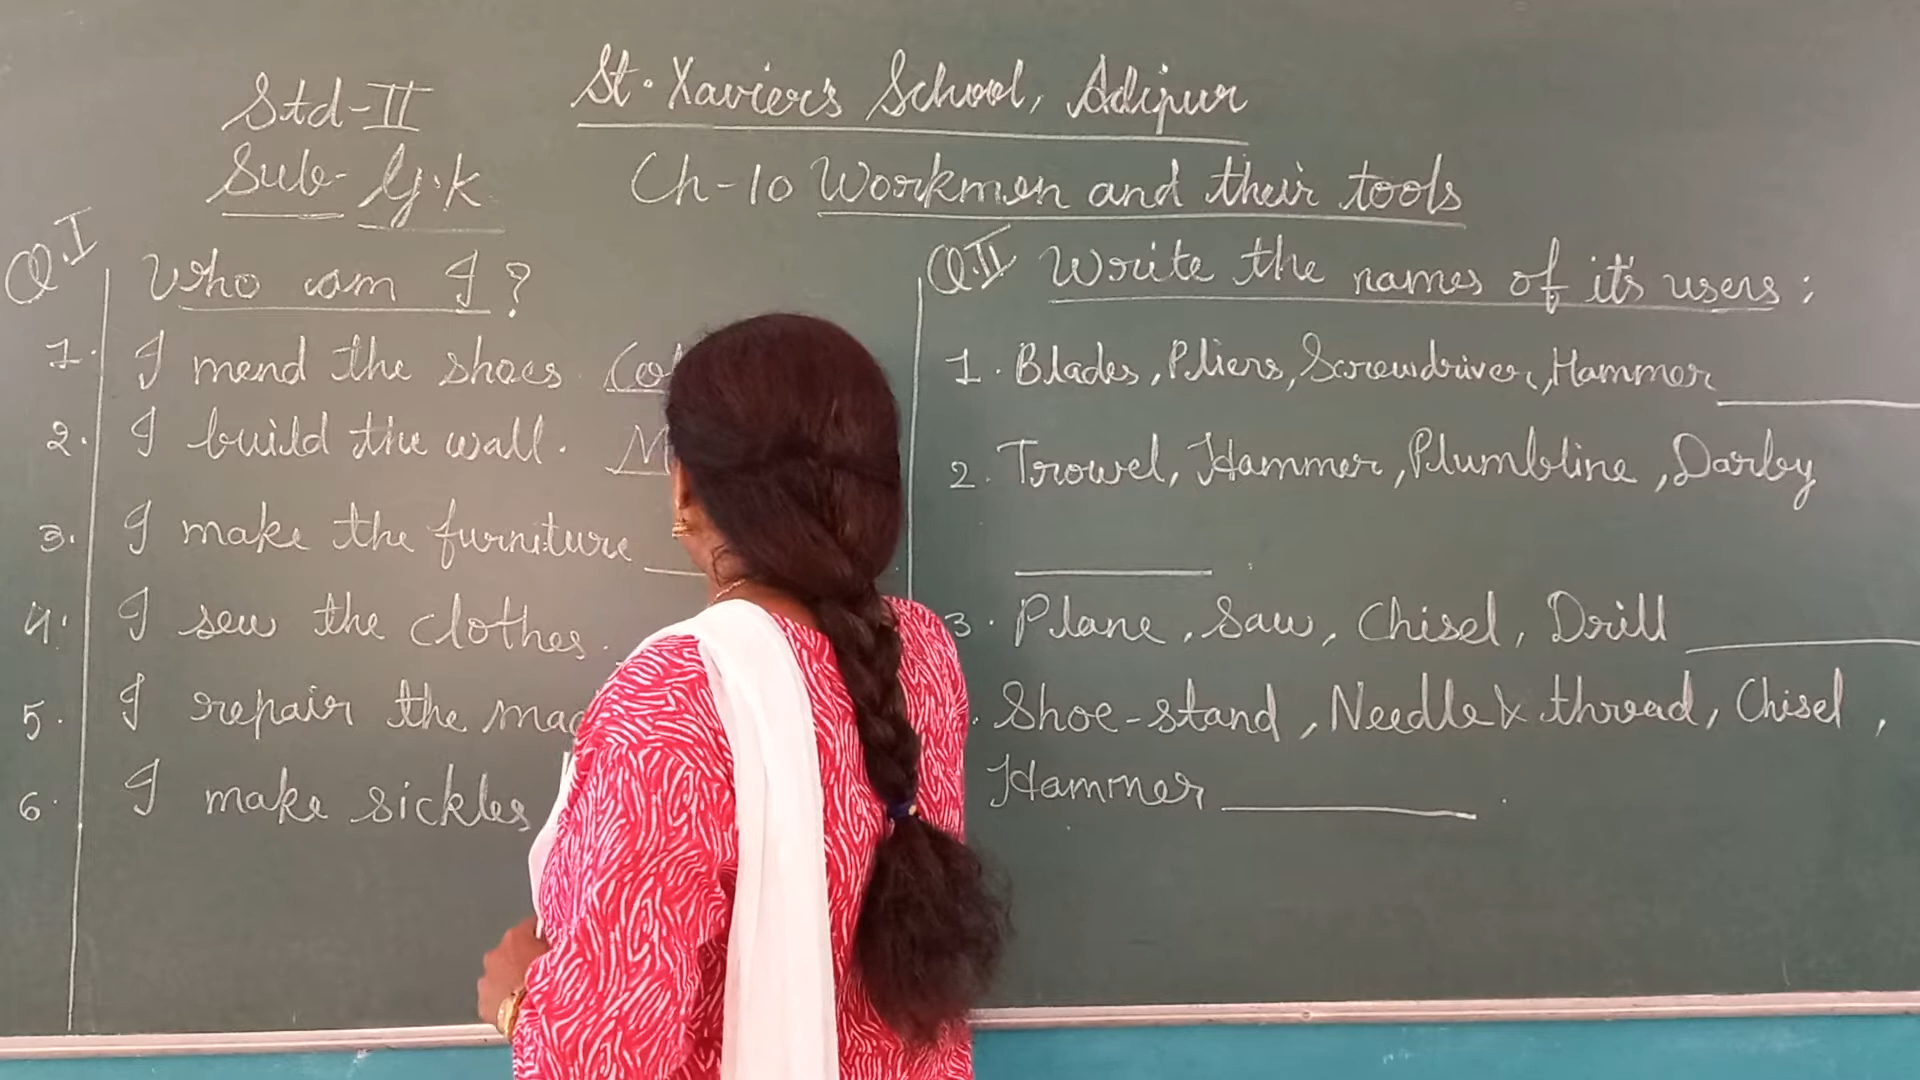 Std-II
St. Xavier's School, Adipur
Sub- G.K
Ch-10 Workmen and their tools
Q.I
Who am I ?
1. I mend the shoes.
2. I build the wall.
3. I make the furniture
4. I sew the clothes.
5. I repair the
6. I make sickles
Q.II Write the names of it's users :
1. Blades, Pliers, Screwdriver, Hammer
2. Trowel, Hammer, Plumbline, Darby
3. Plane, Saw, Chisel, Drill
Shoe-stand, Needle & thread, Chisel,
Hammer